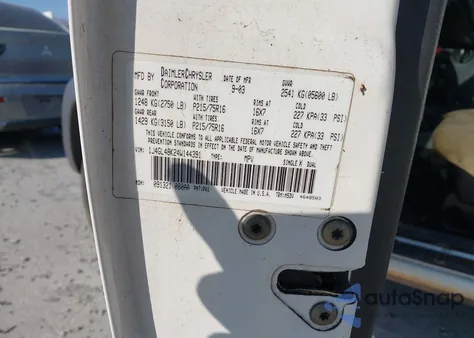 MFD BY DAIMLERCHRYSLER CORPORATION DATE OF MFR 9-03 GVWR 2541 KG(05600 LB)
GAWR FRONT WITH TIRES RIMS AT COLD
1248 KG(2750 LB) P215/75R16 16X7 227 KPA(33 PSI)
GAWR REAR WITH TIRES RIMS AT COLD
1429 KG(3150 LB) P215/75R16 16X7 227 KPA(33 PSI)
THIS VEHICLE CONFORMS TO ALL APPLICABLE FEDERAL MOTOR VEHICLE SAFETY AND THEFT
PREVENTION STANDARDS IN EFFECT ON THE DATE OF MANUFACTURE SHOWN ABOVE.
TYPE: MPV SINGLE X DUAL
VEHICLE MADE IN U.S.A.
autaSnap